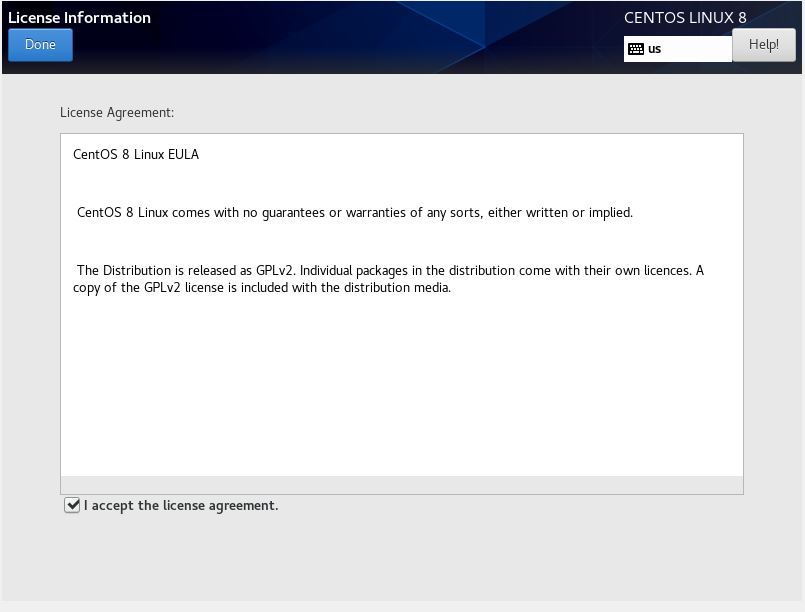 License Information
CENTOS LINUX 8
Done
us
Help!
License Agreement:
CentOS 8 Linux EULA
CentOS 8 Linux comes with no guarantees or warranties of any sorts, either written or implied.
The Distribution is released as GPLv2. Individual packages in the distribution come with their own licences. A
copy of the GPLv2 license is included with the distribution media.
I accept the license agreement.